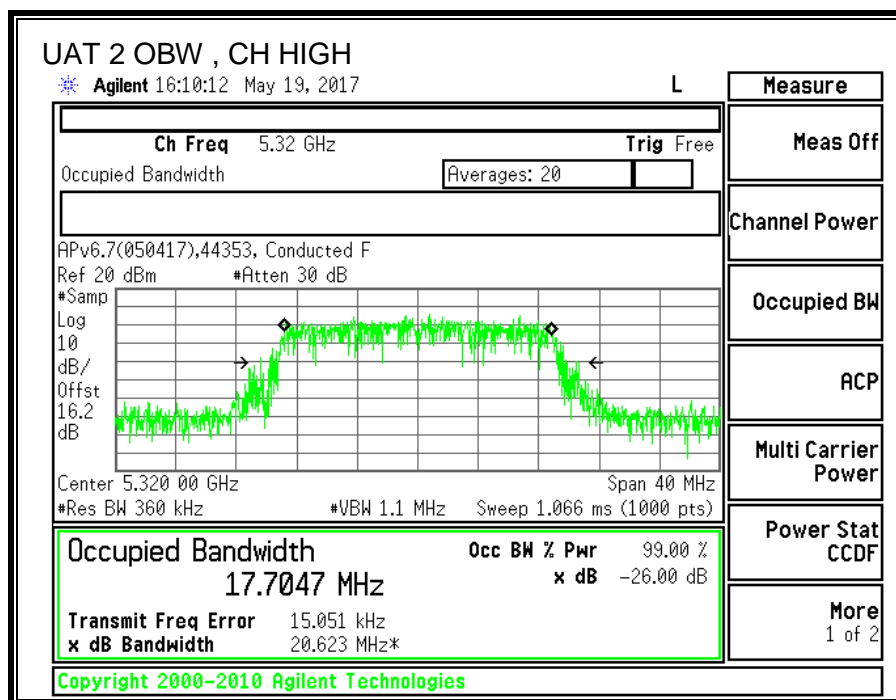 UAT 2 OBW , CH HIGH
Agilent 16:10:12 May 19, 2017 L
Measure
Ch Freq 5.32 GHz Trig Free
Meas Off
Occupied Bandwidth Averages: 20
Channel Power
APv6.7(050417),44353, Conducted F
Ref 20 dBm #Atten 30 dB
#Samp
Log
10
dB/
Offst
16.2
dB
Occupied BW
ACP
Center 5.320 00 GHz Span 40 MHz
#Res BW 360 kHz #VBW 1.1 MHz Sweep 1.066 ms (1000 pts)
Multi Carrier
Power
Occupied Bandwidth Occ BW % Pwr 99.00 %
17.7047 MHz x dB -26.00 dB
Power Stat
CCDF
Transmit Freq Error 15.051 kHz
x dB Bandwidth 20.623 MHz*
More
1 of 2
Copyright 2000-2010 Agilent Technologies